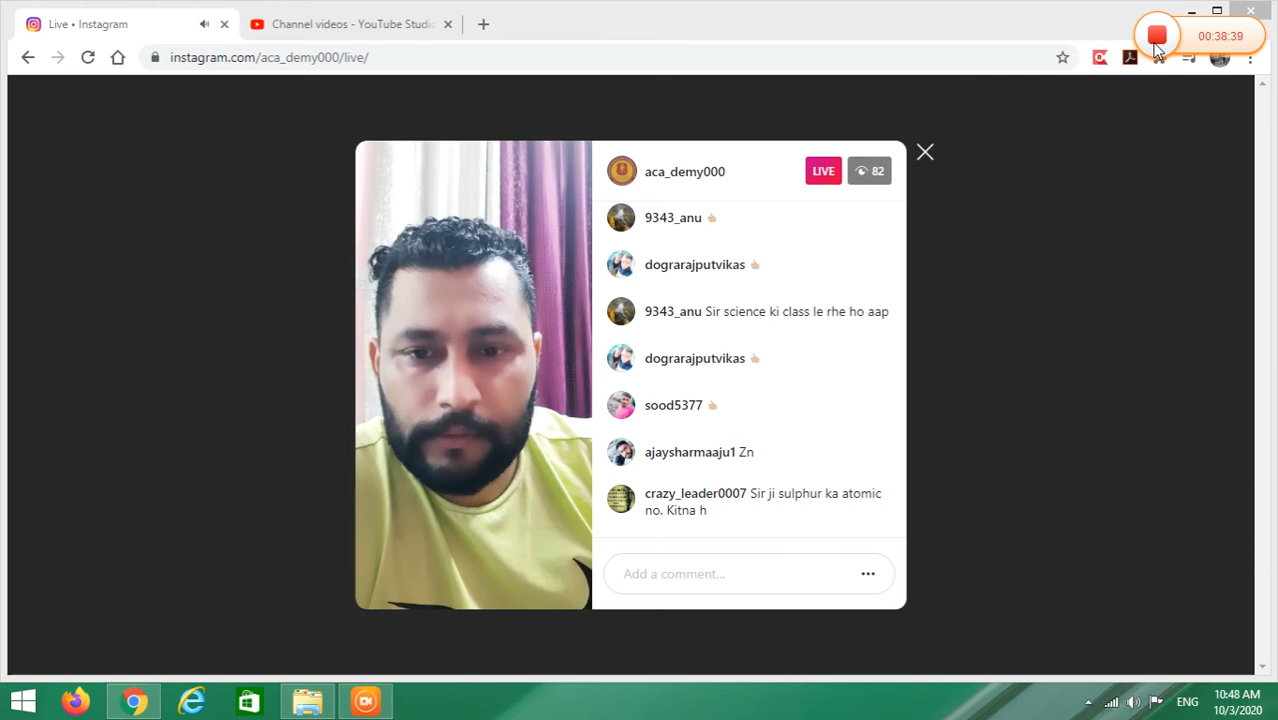 Live • Instagram
Channel videos - YouTube Studio
00:38:39
instagram.com/aca_demy000/live/
aca_demy000
LIVE
82
9343_anu
dograrajputvikas
9343_anu Sir science ki class le rhe ho aap
dograrajputvikas
sood5377
ajaysharmaaju1 Zn
crazy_leader0007 Sir ji sulphur ka atomic
no. Kitna h
Add a comment...
ENG
10:48 AM
10/3/2020